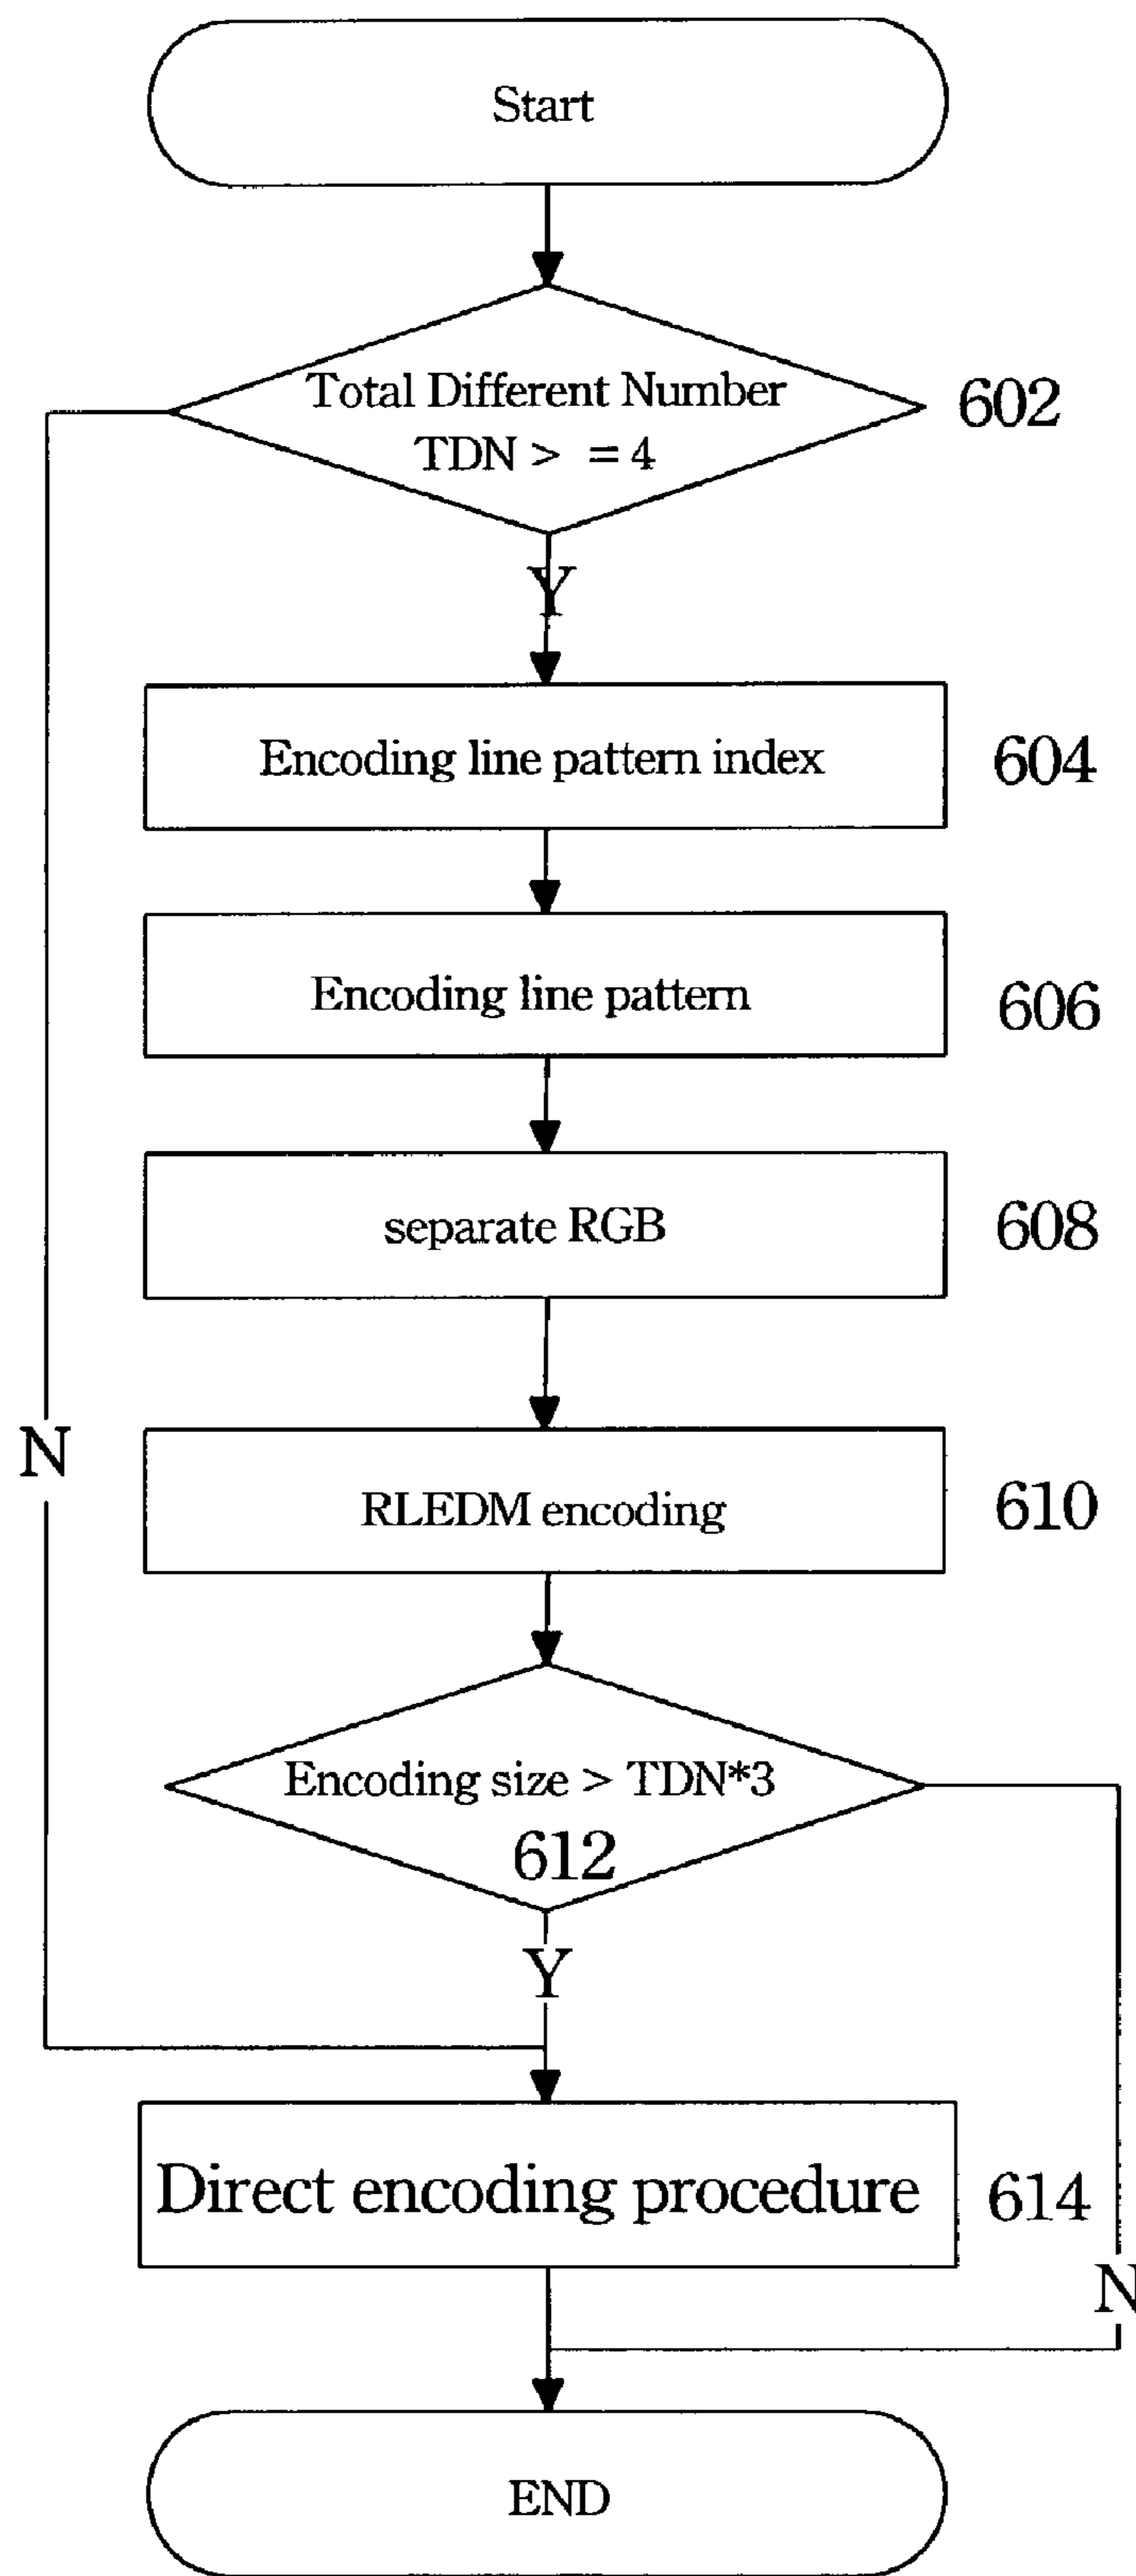 Start
Total Different Number
TDN > = 4
602
Y
Encoding line pattern index
604
Encoding line pattern
606
separate RGB
608
N
RLEDM encoding
610
Encoding size > TDN*3
612
Y
Direct encoding procedure
614
N
END